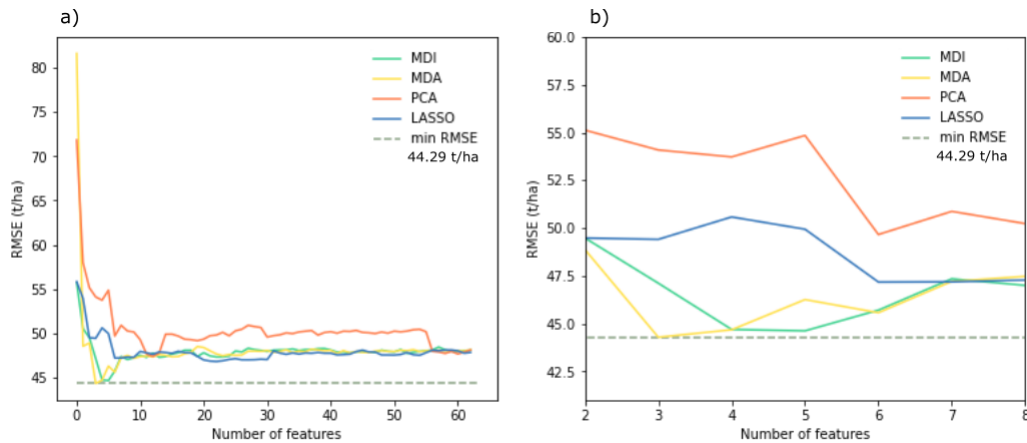 a)
80
75
70
65
60
55
50
45
RMSE (t/ha)
0 10 20 30 40 50 60
Number of features
MDI
MDA
PCA
LASSO
min RMSE
44.29 t/ha
b)
60.0
57.5
55.0
52.5
50.0
47.5
45.0
42.5
RMSE (t/ha)
2 3 4 5 6 7 8
Number of features
MDI
MDA
PCA
LASSO
min RMSE
44.29 t/ha